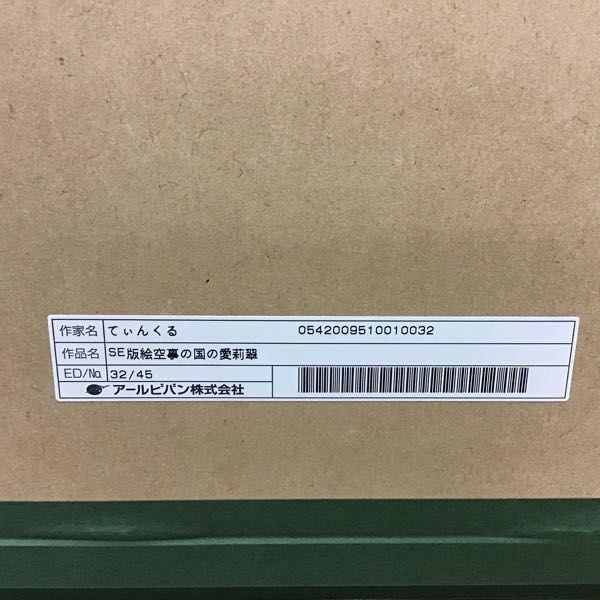 作家名 てぃんくる 0542009510010032
作品名 SE版絵空事の国の愛莉翠
ED/No. 32/45
アールビバン株式会社